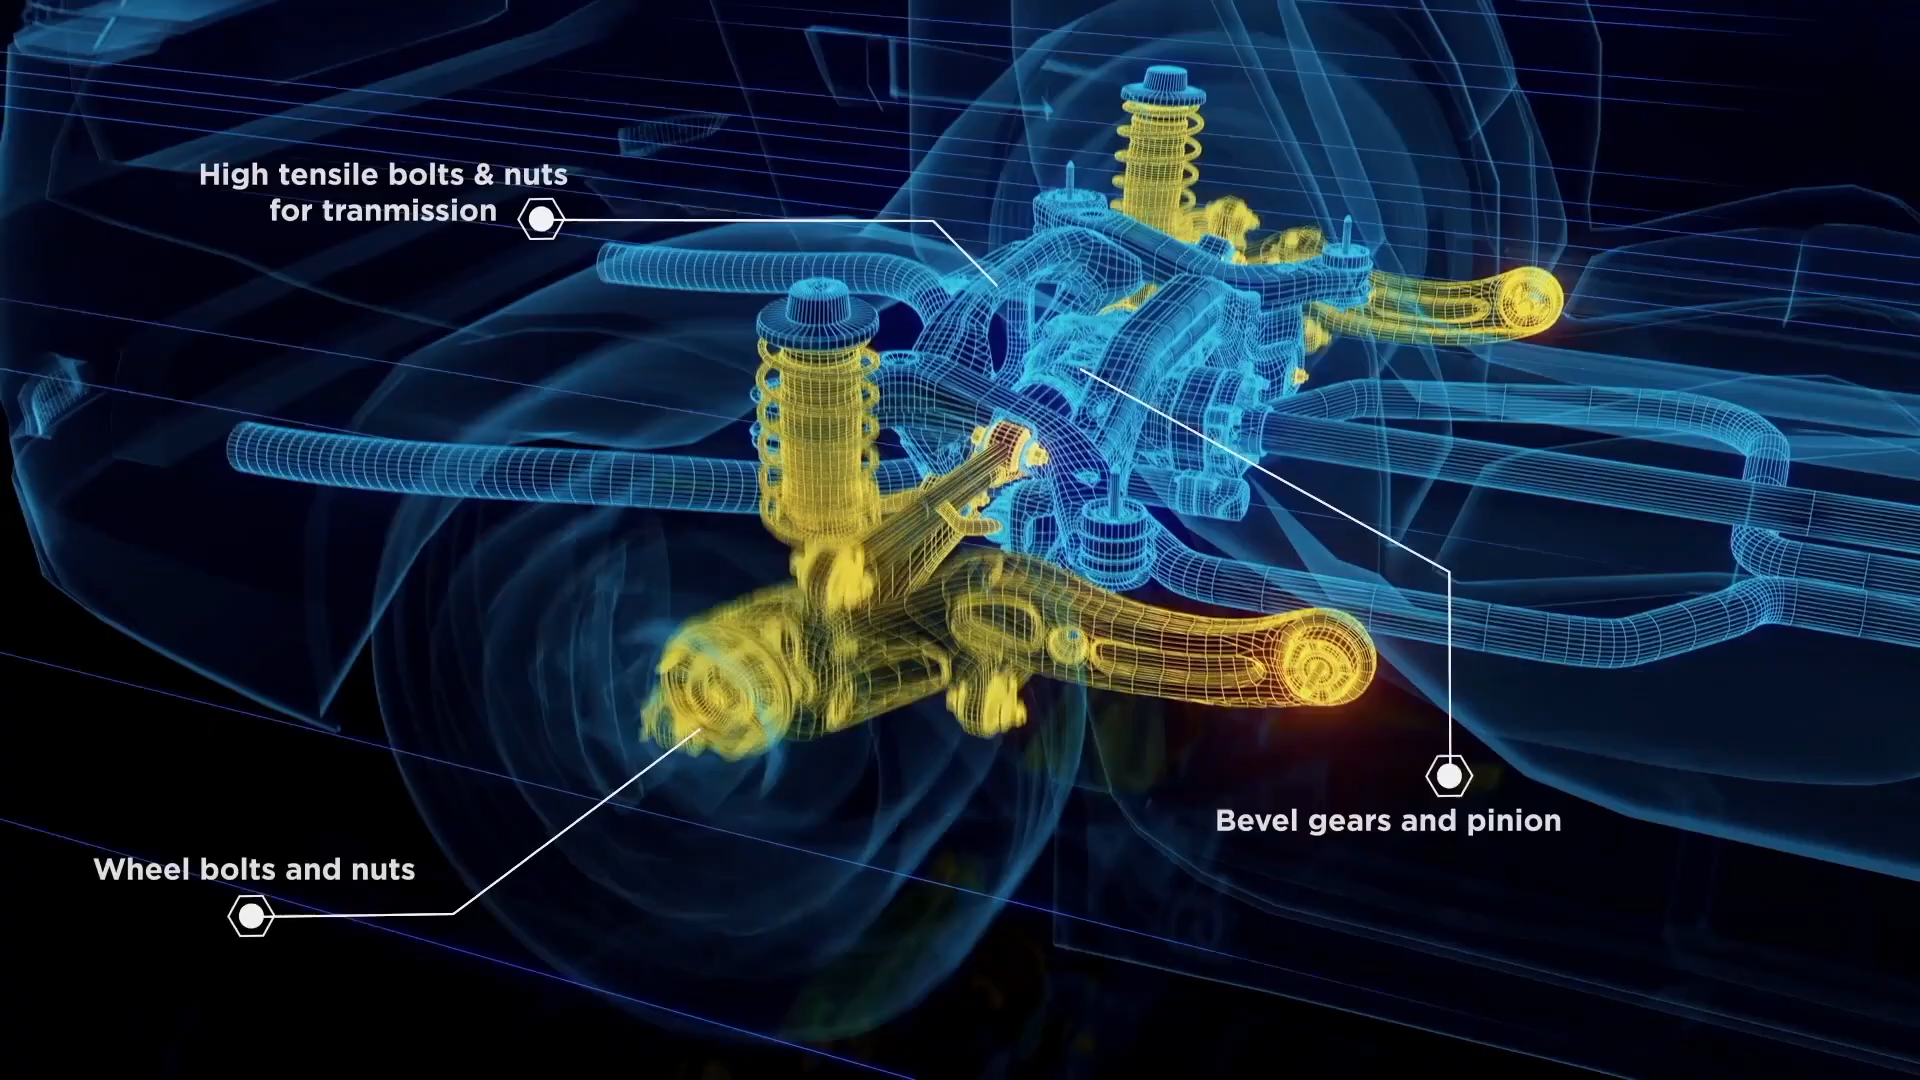 High tensile bolts & nuts
for tranmission
Bevel gears and pinion
Wheel bolts and nuts